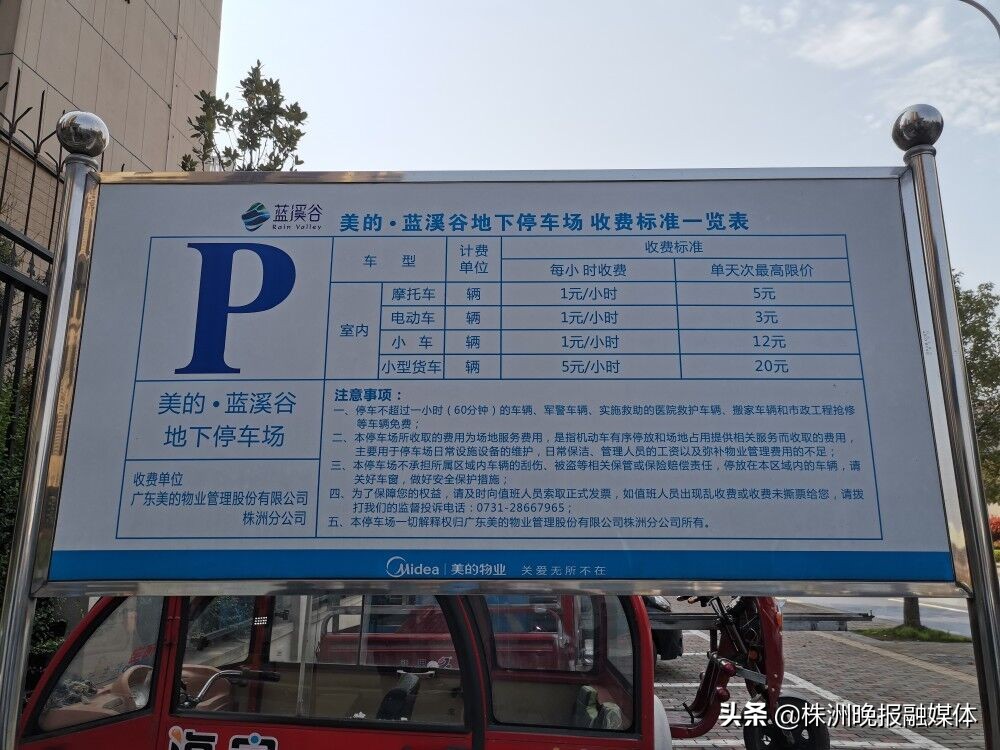 蓝溪谷
Rain Valley
美的·蓝溪谷地下停车场 收费标准一览表
P
美的·蓝溪谷
地下停车场
收费单位
广东美的物业管理股份有限公司
株洲分公司
车 型 计费单位 收费标准
每小时收费 单天次最高限价
室内
摩托车 辆 1元/小时 5元
电动车 辆 1元/小时 3元
小 车 辆 1元/小时 12元
小型货车 辆 5元/小时 20元
注意事项：
一、停车不超过一小时（60分钟）的车辆、军警车辆、实施救助的医院救护车辆、搬家车辆和市政工程抢修
等车辆免费；
二、本停车场所收取的费用为场地服务费用，是指机动车有序停放和场地占用提供相关服务而收取的费用，
主要用于停车场日常设施设备的维护，日常保洁、管理人员的工资以及弥补物业管理费用的不足；
三、本停车场不承担所属区域内车辆的刮伤、被盗等相关保管或保险赔偿责任，停放在本区域内的车辆，请
关好车窗，做好安全保护措施；
四、为了保障您的权益，请及时向值班人员索取正式发票，如值班人员出现乱收费或收费未撕票给您，请拨
打我们的监督投诉电话：0731-28667965；
五、本停车场一切解释权归广东美的物业管理股份有限公司株洲分公司所有。
Midea 美的物业 关爱无所不在
头条 @株洲晚报融媒体